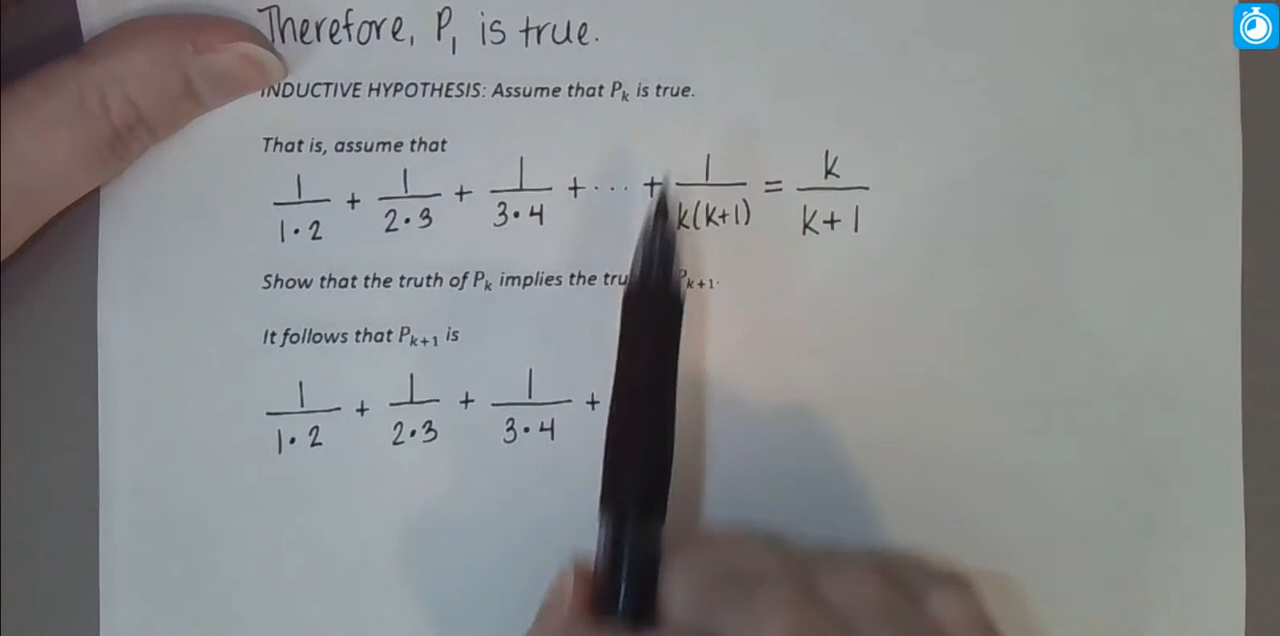 Therefore, P₁ is true.
INDUCTIVE HYPOTHESIS: Assume that Pₖ is true.
That is, assume that
1/(1·2) + 1/(2·3) + 1/(3·4) + ··· + 1/(k(k+1)) = k/(k+1)
Show that the truth of Pₖ implies the Pₖ₊₁.
It follows that Pₖ₊₁ is
1/(1·2) + 1/(2·3) + 1/(3·4) +